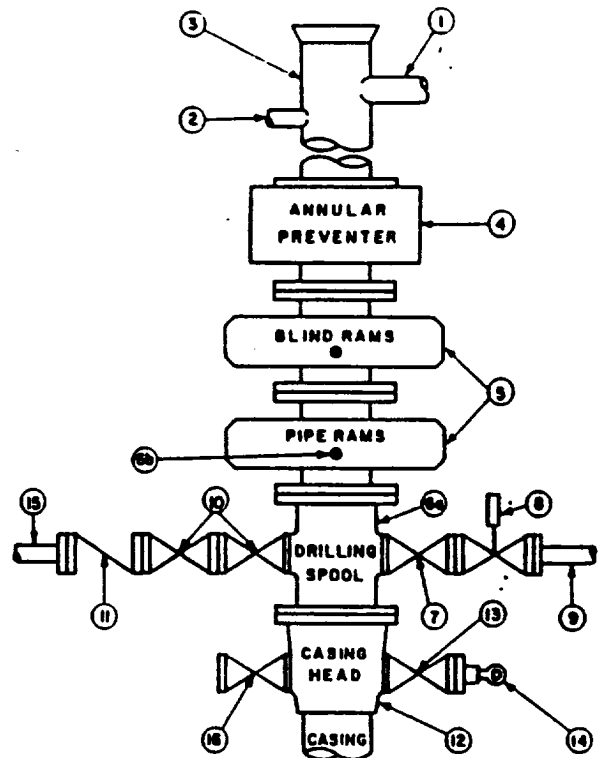 3
1
2
ANNULAR
PREVENTER
4
BLIND RAMS
5
PIPE RAMS
6b
15
10
6a
8
DRILLING
SPOOL
11
7
9
13
CASING
HEAD
16
12
14
CASING